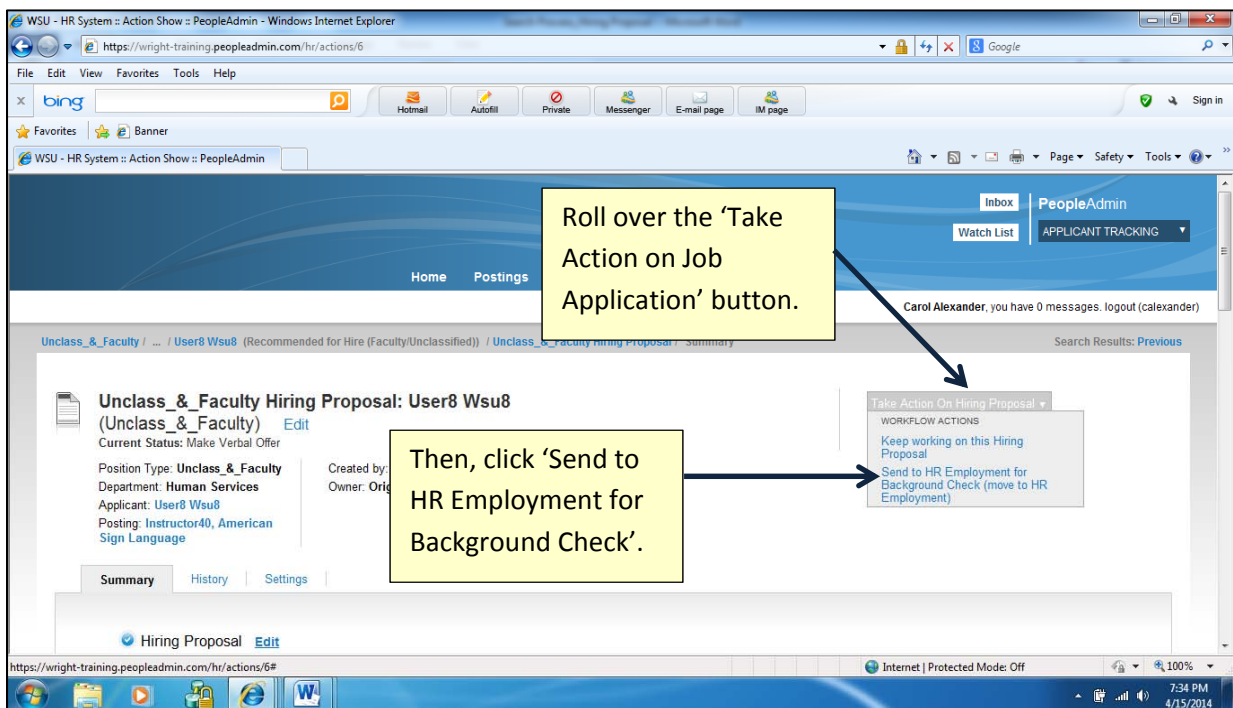 WSU - HR System :: Action Show :: PeopleAdmin - Windows Internet Explorer
https://wright-training.peopleadmin.com/hr/actions/6
Google
File Edit View Favorites Tools Help
x bing Hotmail Autofill Private Messenger E-mail page IM page Sign in
Favorites Banner
WSU - HR System :: Action Show :: PeopleAdmin Page Safety Tools
Inbox PeopleAdmin
Watch List APPLICANT TRACKING
Home Postings
Roll over the ‘Take
Action on Job
Application’ button.
Carol Alexander, you have 0 messages. logout (calexander)
Unclass_&_Faculty / ... / User8 Wsu8 (Recommended for Hire (Faculty/Unclassified)) / Unclass_&_Faculty Hiring Proposal / Summary Search Results: Previous
Unclass_&_Faculty Hiring Proposal: User8 Wsu8
(Unclass_&_Faculty) Edit
Current Status: Make Verbal Offer
Position Type: Unclass_&_Faculty
Department: Human Services
Applicant: User8 Wsu8
Posting: Instructor40, American
Sign Language
Created by:
Owner:
Then, click ‘Send to
HR Employment for
Background Check’.
Take Action On Hiring Proposal
WORKFLOW ACTIONS
Keep working on this Hiring
Proposal
Send to HR Employment for
Background Check (move to HR
Employment)
Summary History Settings
Hiring Proposal Edit
https://wright-training.peopleadmin.com/hr/actions/6# Internet | Protected Mode: Off 100%
7:34 PM
4/15/2014